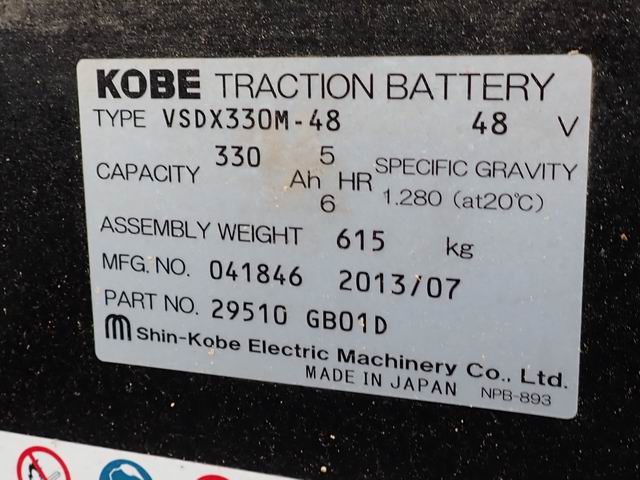 KOBE TRACTION BATTERY
TYPE VSDX330M-48 48 V
CAPACITY 330 Ah 5 HR 6 SPECIFIC GRAVITY
1.280 (at20℃)
ASSEMBLY WEIGHT 615 kg
MFG. NO. 041846 2013/07
PART NO. 29510 GB01D
m Shin-Kobe Electric Machinery Co., Ltd.
MADE IN JAPAN NPB-893